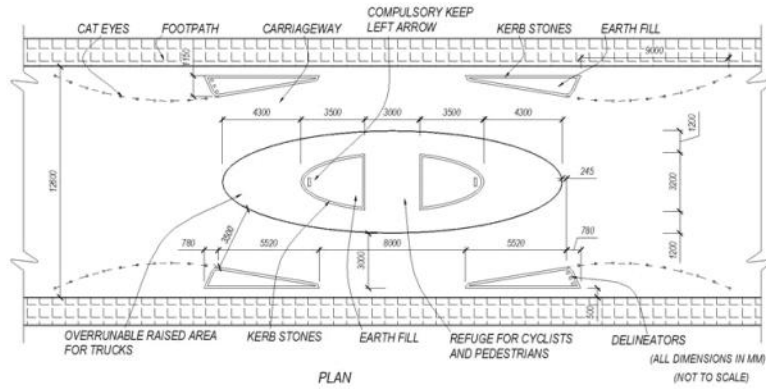 COMPULSORY KEEP
LEFT ARROW
CAT EYES
FOOTPATH
CARRIAGEWAY
KERB STONES
EARTH FILL
1150
9000
4300
3500
3000
3500
4300
1200
12600
245
3200
3500
780
5520
8000
5520
780
1200
3000
500
OVERRUNABLE RAISED AREA
FOR TRUCKS
KERB STONES
EARTH FILL
REFUGE FOR CYCLISTS
AND PEDESTRIANS
DELINEATORS
(ALL DIMENSIONS IN MM)
(NOT TO SCALE)
PLAN